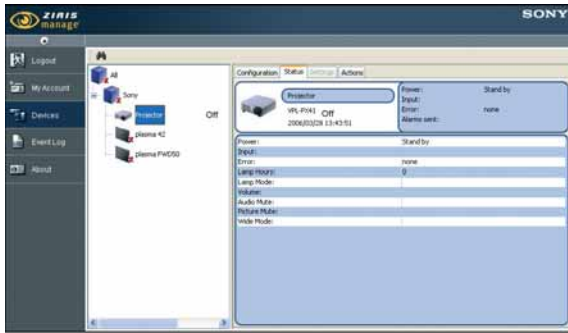 ZIRIS
manage
SONY
Logout
My Account
Devices
Event Log
About
All
Sony
Projector Off
plasma 42
plasma FWD50
Configuration Status Settings Actions
Projector
VPL-PX41 Off
2006/03/28 13:43:51
Power: Stand by
Input:
Error: none
Alarms sent:
Power: Stand by
Input:
Error: none
Lamp Hours: 0
Lamp Mode:
Volume:
Audio Mute:
Picture Mute:
Wide Mode: